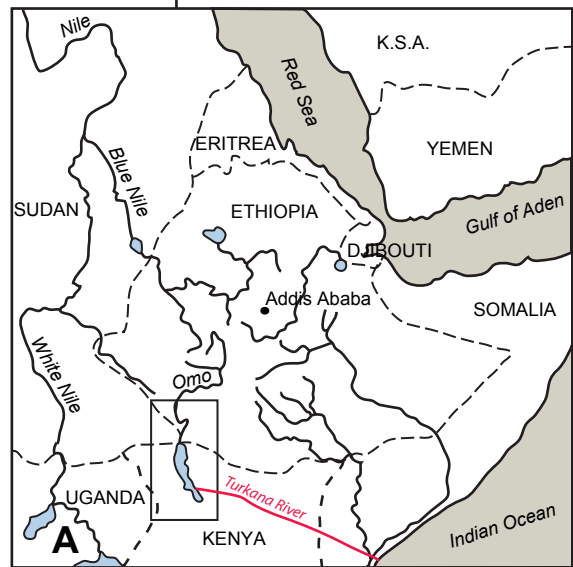 Nile
K.S.A.
Red Sea
ERITREA
YEMEN
Blue Nile
SUDAN
ETHIOPIA
Gulf of Aden
DJIBOUTI
Addis Ababa
SOMALIA
White Nile
Omo
Turkana River
UGANDA
Indian Ocean
A
KENYA